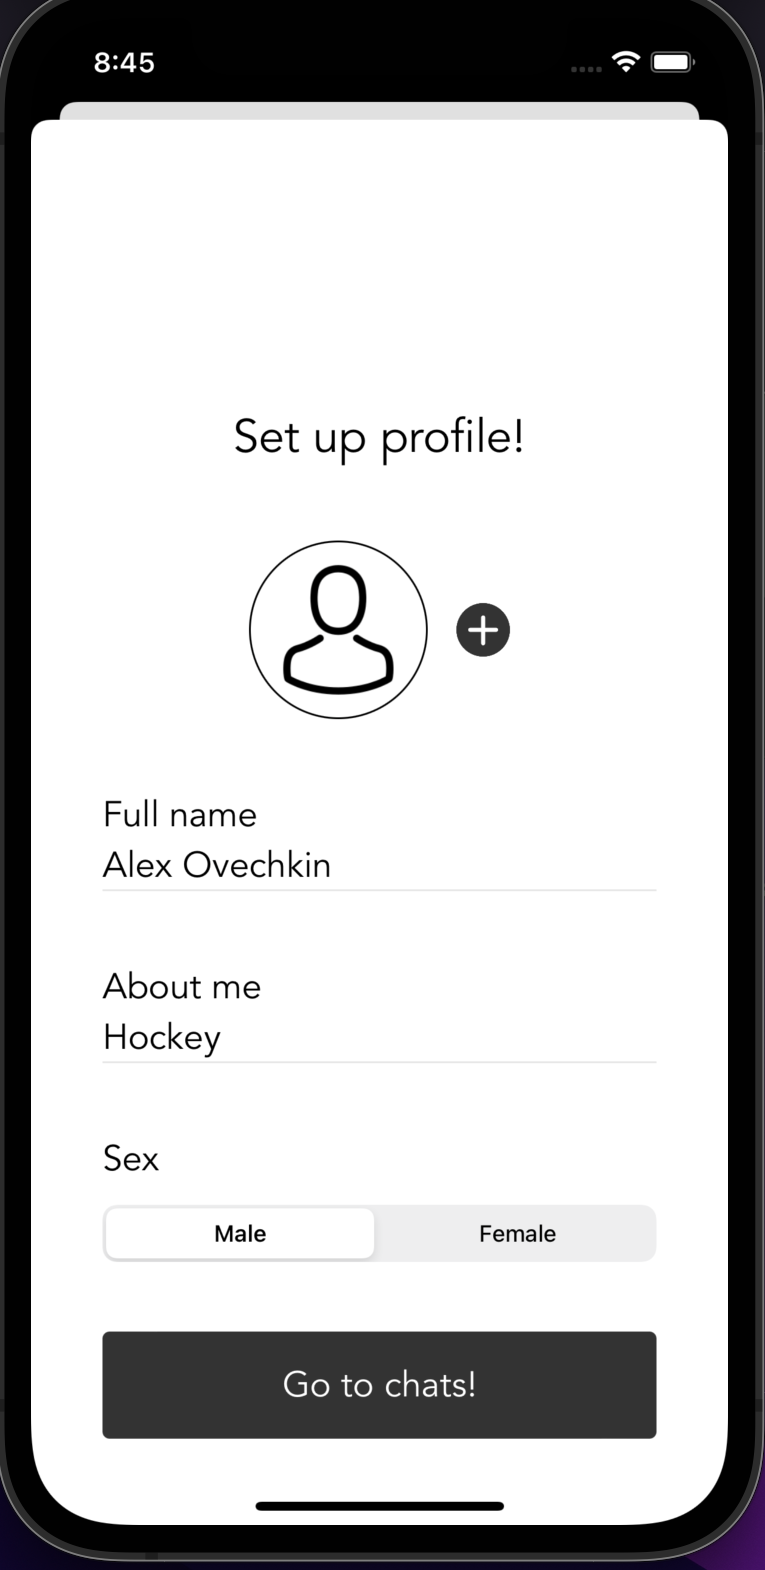 8:45
Set up profile!
Full name
Alex Ovechkin
About me
Hockey
Sex
Male
Female
Go to chats!